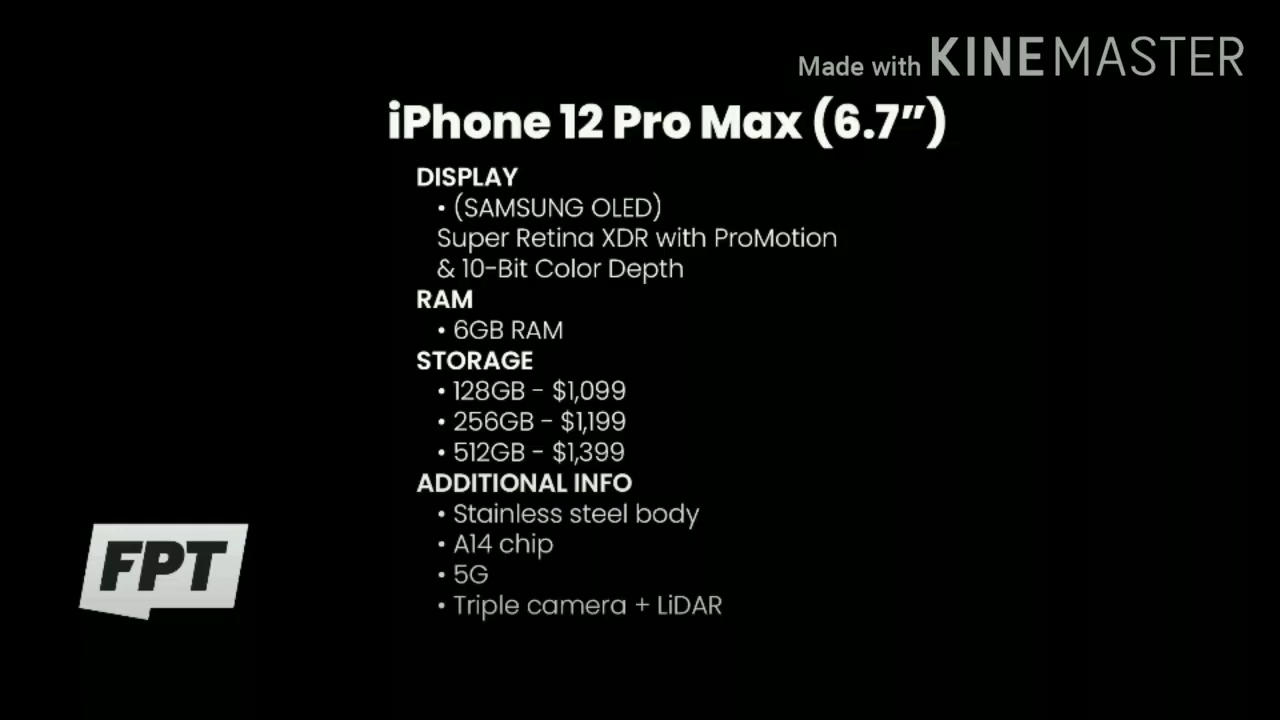 Made with KINEMASTER
iPhone 12 Pro Max (6.7″)
DISPLAY
• (SAMSUNG OLED)
Super Retina XDR with ProMotion
& 10-Bit Color Depth
RAM
• 6GB RAM
STORAGE
• 128GB - $1,099
• 256GB - $1,199
• 512GB - $1,399
ADDITIONAL INFO
• Stainless steel body
• A14 chip
• 5G
• Triple camera + LiDAR
FPT